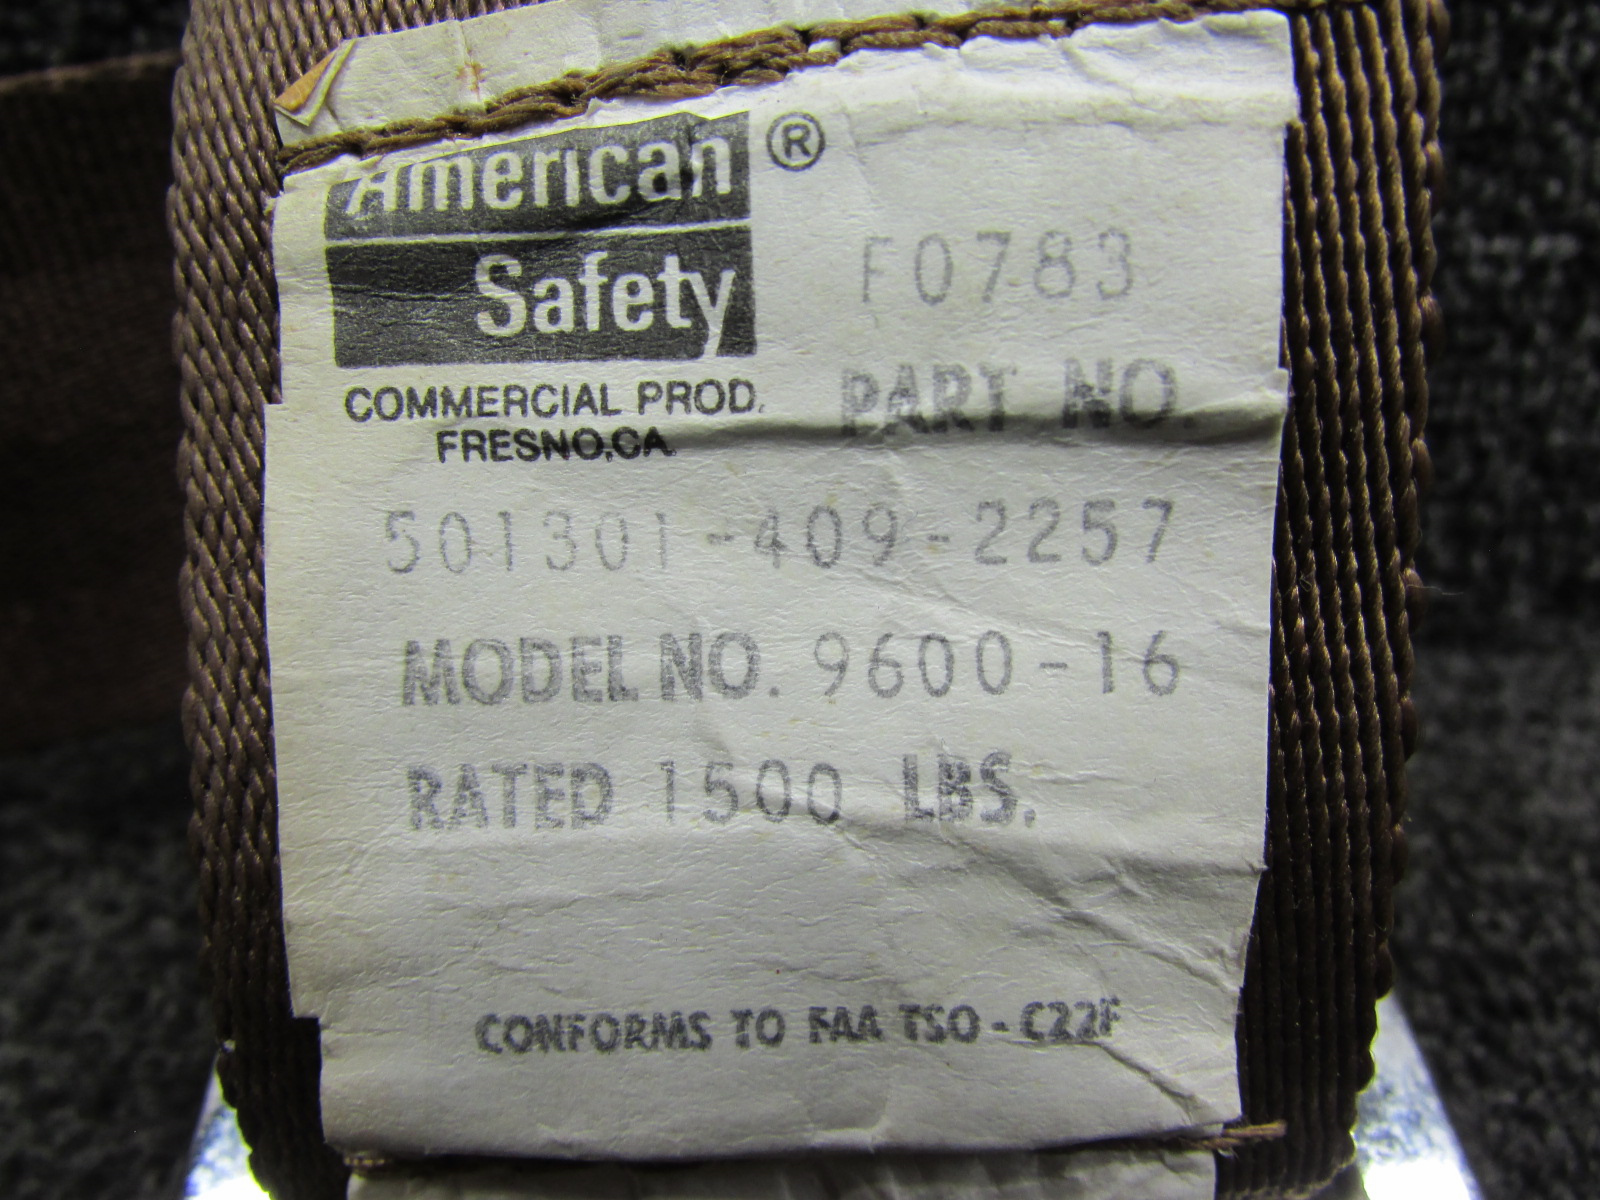 American ®
Safety
F0783
COMMERCIAL PROD.
FRESNO, CA.
PART NO.
501301-409-2257
MODEL NO. 9600-16
RATED 1500 LBS.
CONFORMS TO FAA TSO-C22F